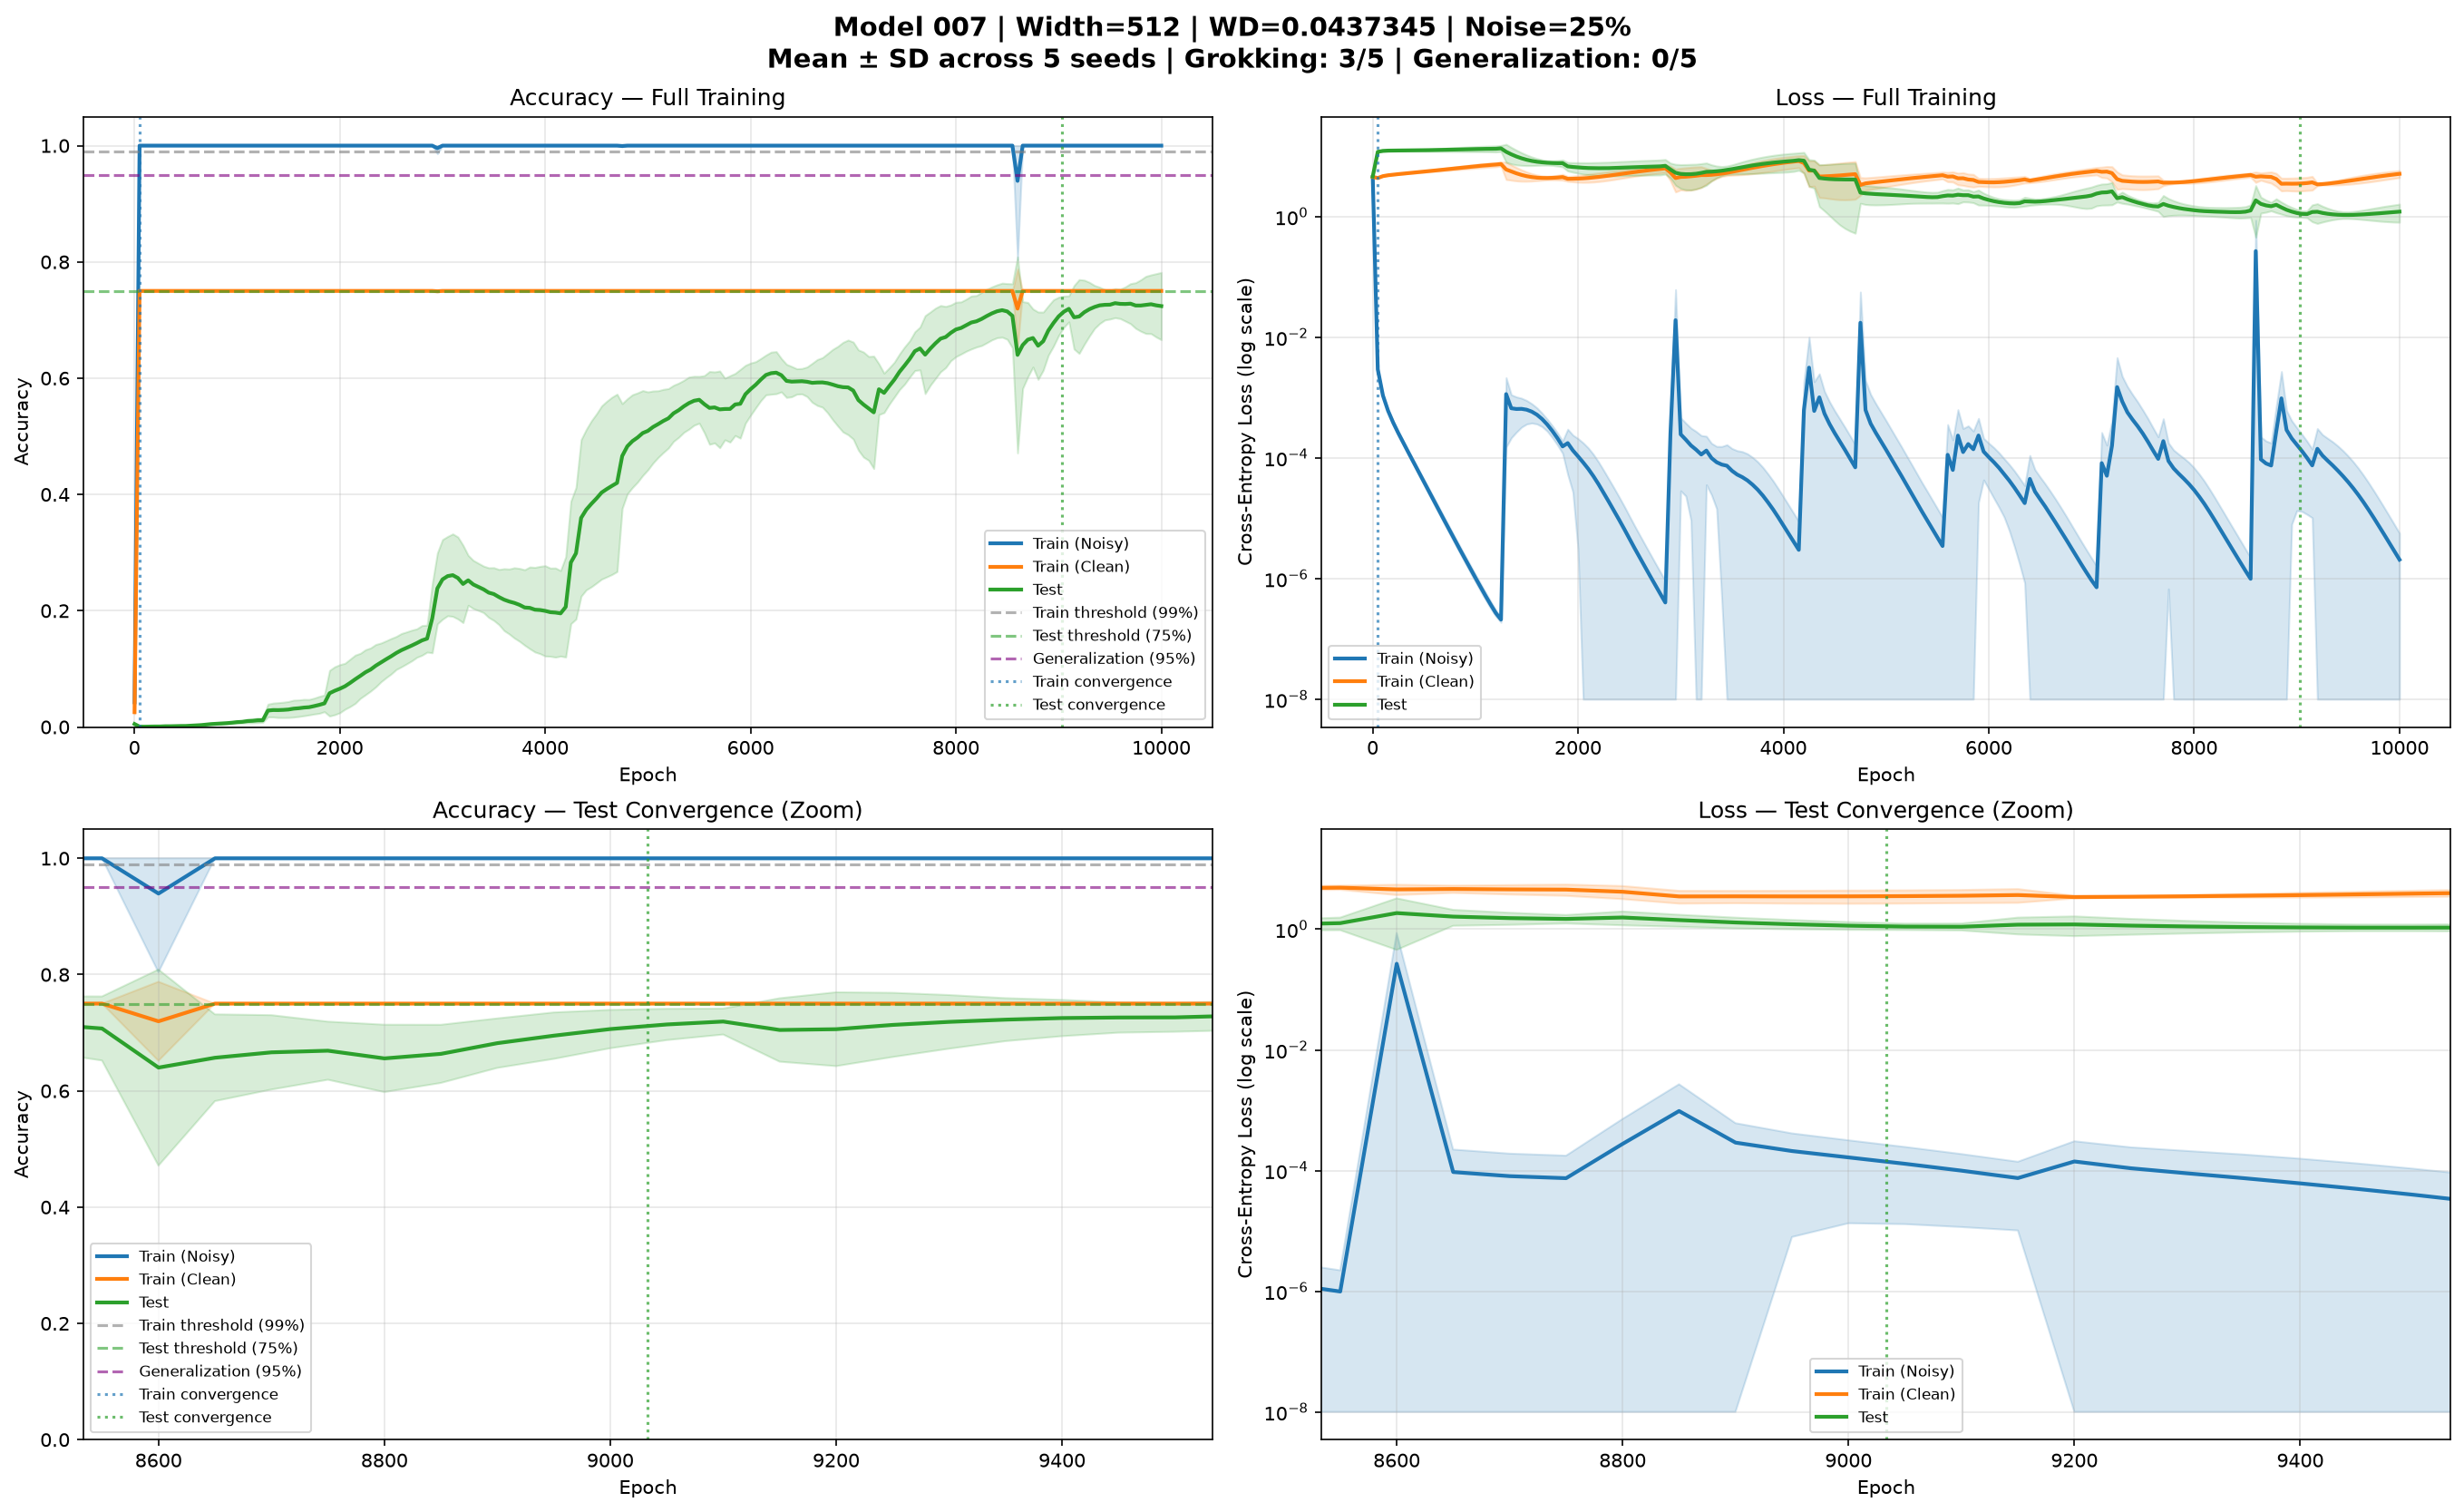 Model 007 | Width=512 | WD=0.0437345 | Noise=25%
Mean ± SD across 5 seeds | Grokking: 3/5 | Generalization: 0/5
Accuracy — Full Training
1.0
0.8
0.6
0.4
0.2
0.0
Accuracy
0 2000 4000 6000 8000 10000
Epoch
Train (Noisy)
Train (Clean)
Test
Train threshold (99%)
Test threshold (75%)
Generalization (95%)
Train convergence
Test convergence
Loss — Full Training
10⁰
10⁻²
10⁻⁴
10⁻⁶
10⁻⁸
Cross-Entropy Loss (log scale)
0 2000 4000 6000 8000 10000
Epoch
Train (Noisy)
Train (Clean)
Test
Accuracy — Test Convergence (Zoom)
1.0
0.8
0.6
0.4
0.2
0.0
Accuracy
8600 8800 9000 9200 9400
Epoch
Train (Noisy)
Train (Clean)
Test
Train threshold (99%)
Test threshold (75%)
Generalization (95%)
Train convergence
Test convergence
Loss — Test Convergence (Zoom)
10⁰
10⁻²
10⁻⁴
10⁻⁶
10⁻⁸
Cross-Entropy Loss (log scale)
8600 8800 9000 9200 9400
Epoch
Train (Noisy)
Train (Clean)
Test